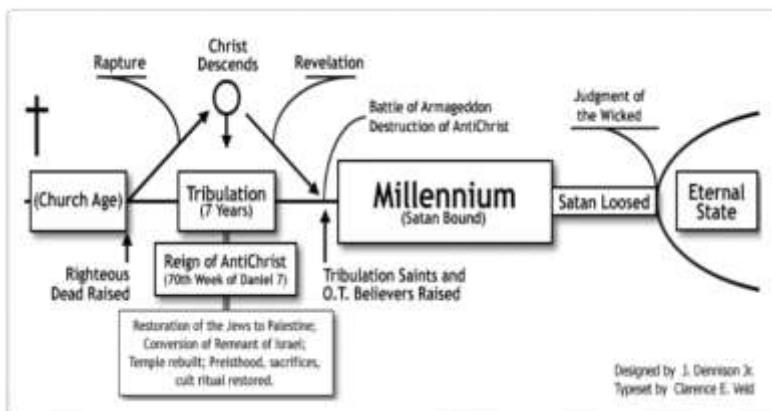 Christ
Descends
Rapture
Revelation
Battle of Armageddon
Destruction of AntiChrist
Judgment of
the Wicked
(Church Age)
Tribulation
(7 Years)
Millennium
(Satan Bound)
Satan Loosed
Eternal
State
Righteous
Dead Raised
Reign of AntiChrist
(70th Week of Daniel 7)
Tribulation Saints and
O.T. Believers Raised
Restoration of the Jews to Palestine;
Conversion of Remnant of Israel;
Temple rebuilt; Preisthood, sacrifices,
cult ritual restored.
Designed by J. Dennison Jr.
Typeset by Clarence E. Veld